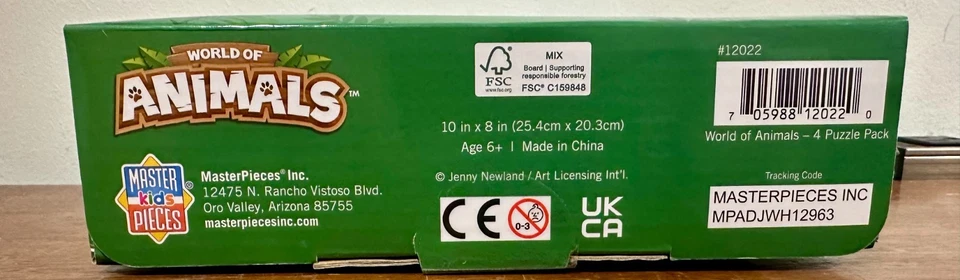 WORLD OF
ANIMALS™
MASTER
kids
PIECES®
MasterPieces® Inc.
12475 N. Rancho Vistoso Blvd.
Oro Valley, Arizona 85755
masterpiecesinc.com
FSC
www.fsc.org
MIX
Board | Supporting
responsible forestry
FSC® C159848
10 in x 8 in (25.4cm x 20.3cm)
Age 6+ | Made in China
© Jenny Newland / Art Licensing Int'l.
CE
0-3
UK
CA
#12022
7 05988 12022 0
World of Animals – 4 Puzzle Pack
Tracking Code
MASTERPIECES INC
MPADJWH12963